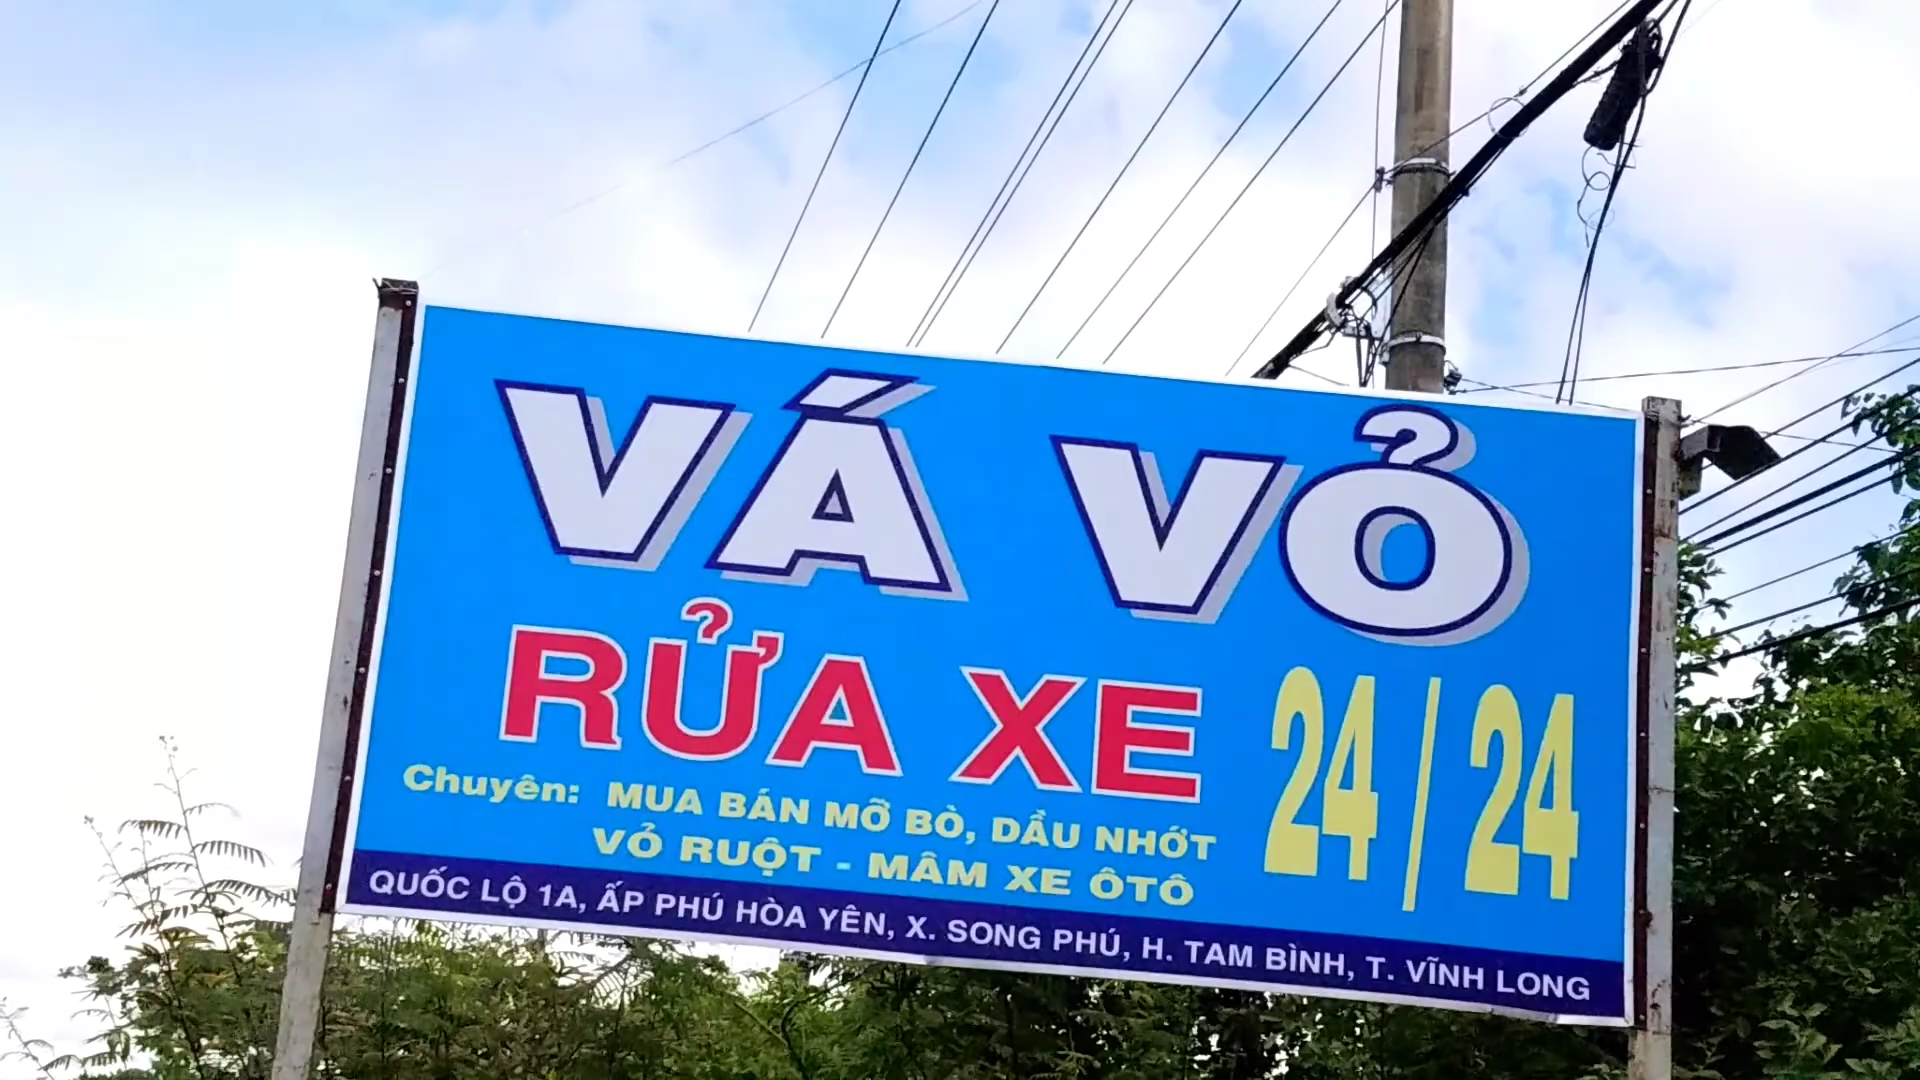 VÁ VỎ
RỬA XE 24/24
Chuyên: MUA BÁN MỠ BÒ, DẦU NHỚT
VỎ RUỘT - MÂM XE ÔTÔ
QUỐC LỘ 1A, ẤP PHÚ HÒA YÊN, X. SONG PHÚ, H. TAM BÌNH, T. VĨNH LONG